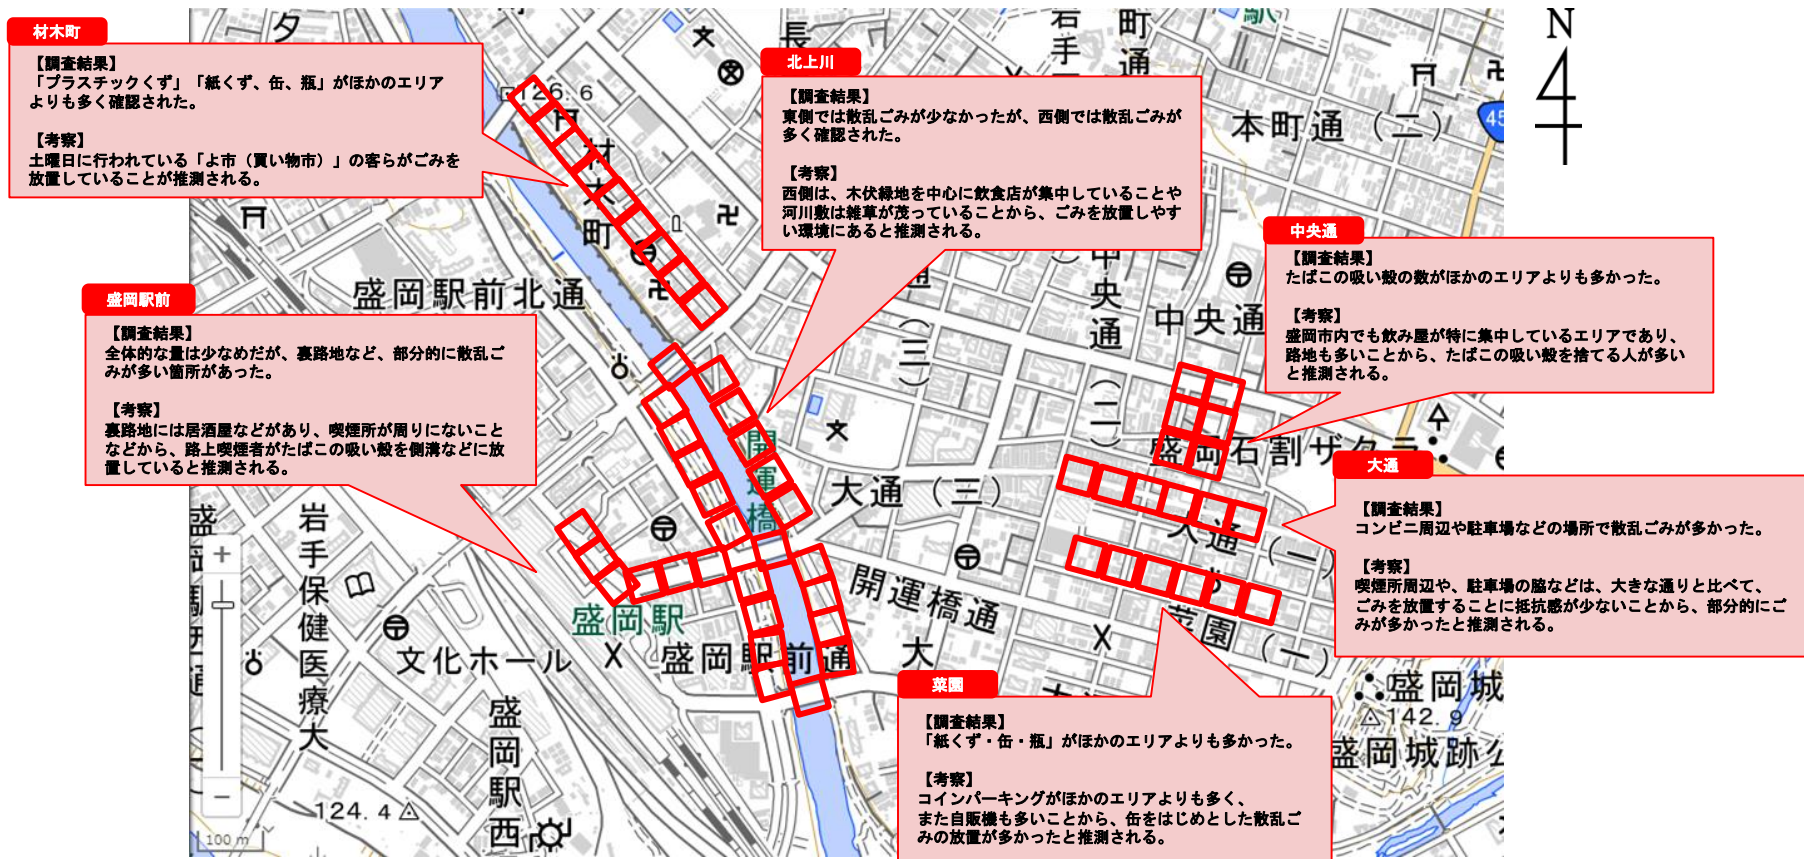 材木町
【調査結果】
「プラスチックくず」「紙くず、缶、瓶」がほかのエリア
よりも多く確認された。
【考察】
土曜日に行われている「よ市（買い物市）」の客らがごみを
放置していることが推測される。
北上川
【調査結果】
東側では散乱ごみが少なかったが、西側では散乱ごみが
多く確認された。
【考察】
西側は、木伏緑地を中心に飲食店が集中していることや
河川敷は雑草が茂っていることから、ごみを放置しやす
い環境にあると推測される。
中央通
【調査結果】
たばこの吸い殻の数がほかのエリアよりも多かった。
【考察】
盛岡市内でも飲み屋が特に集中しているエリアであり、
路地も多いことから、たばこの吸い殻を捨てる人が多い
と推測される。
盛岡駅前
【調査結果】
全体的な量は少なめだが、裏路地など、部分的に散乱ご
みが多い箇所があった。
【考察】
裏路地には居酒屋などがあり、喫煙所が周りにないこと
などから、路上喫煙者がたばこの吸い殻を側溝などに放
置していると推測される。
大通
【調査結果】
コンビニ周辺や駐車場などの場所で散乱ごみが多かった。
【考察】
喫煙所周辺や、駐車場の脇などは、大きな通りと比べて、
ごみを放置することに抵抗感が少ないことから、部分的にご
みが多かったと推測される。
菜園
【調査結果】
「紙くず・缶・瓶」がほかのエリアよりも多かった。
【考察】
コインパーキングがほかのエリアよりも多く、
また自販機も多いことから、缶をはじめとした散乱ご
みの放置が多かったと推測される。
N
夕
長
岩手
町通
駅
126.6
材木町
本町通（二）
45
盛岡駅前北通
通（三）
中央通（二）
中央通
盛岡石割ザクラ
開運橋
大通（三）
大通（一）
開運橋通
菜園（一）
盛岡駅
盛岡駅前通
大
岩手保健医療大
文化ホール
盛岡駅西
盛岡城
142.9
盛岡城跡公
124.4
+
−
100 m